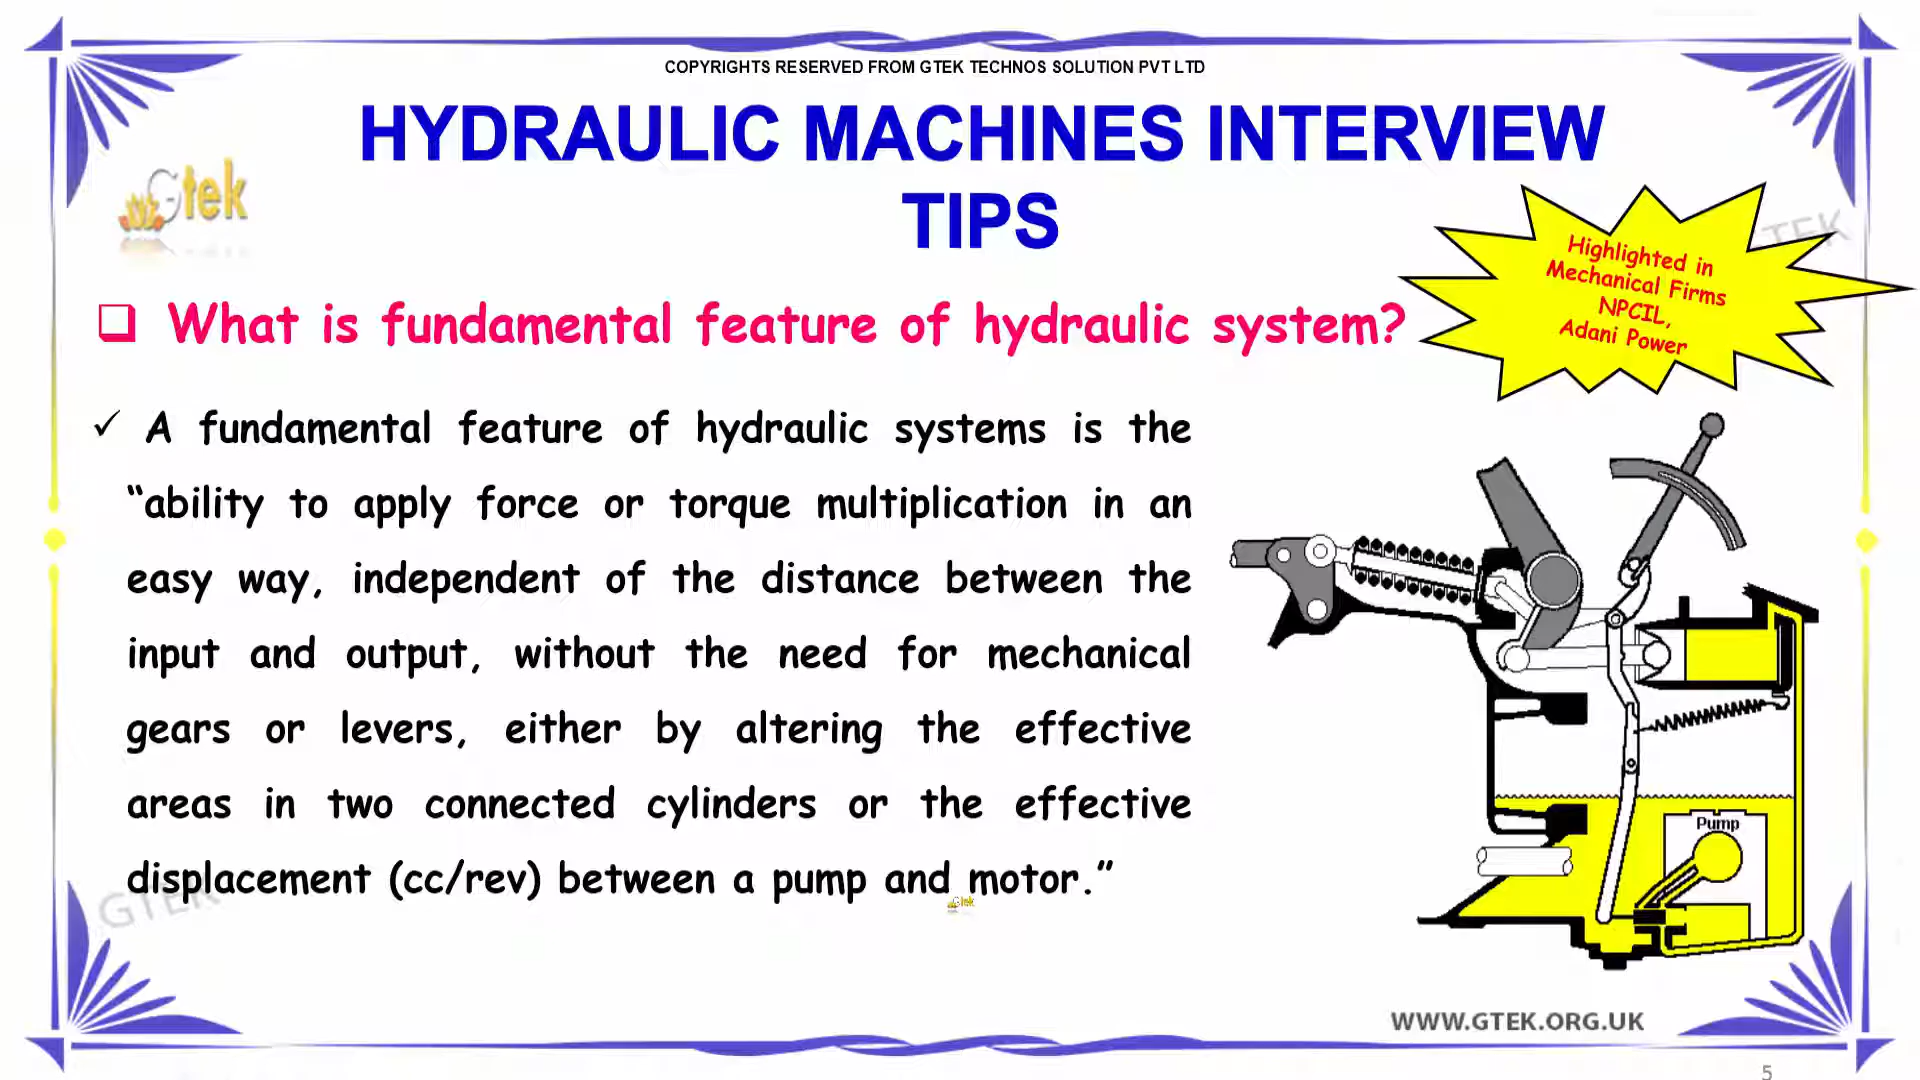 COPYRIGHTS RESERVED FROM GTEK TECHNOS SOLUTION PVT LTD
HYDRAULIC MACHINES INTERVIEW
TIPS
Gtek
TEK
Highlighted in
Mechanical Firms
NPCIL,
Adani Power
What is fundamental feature of hydraulic system?
A fundamental feature of hydraulic systems is the
“ability to apply force or torque multiplication in an
easy way, independent of the distance between the
input and output, without the need for mechanical
gears or levers, either by altering the effective
areas in two connected cylinders or the effective
displacement (cc/rev) between a pump and motor.”
Pump
GTEK
Gtek
WWW.GTEK.ORG.UK
5